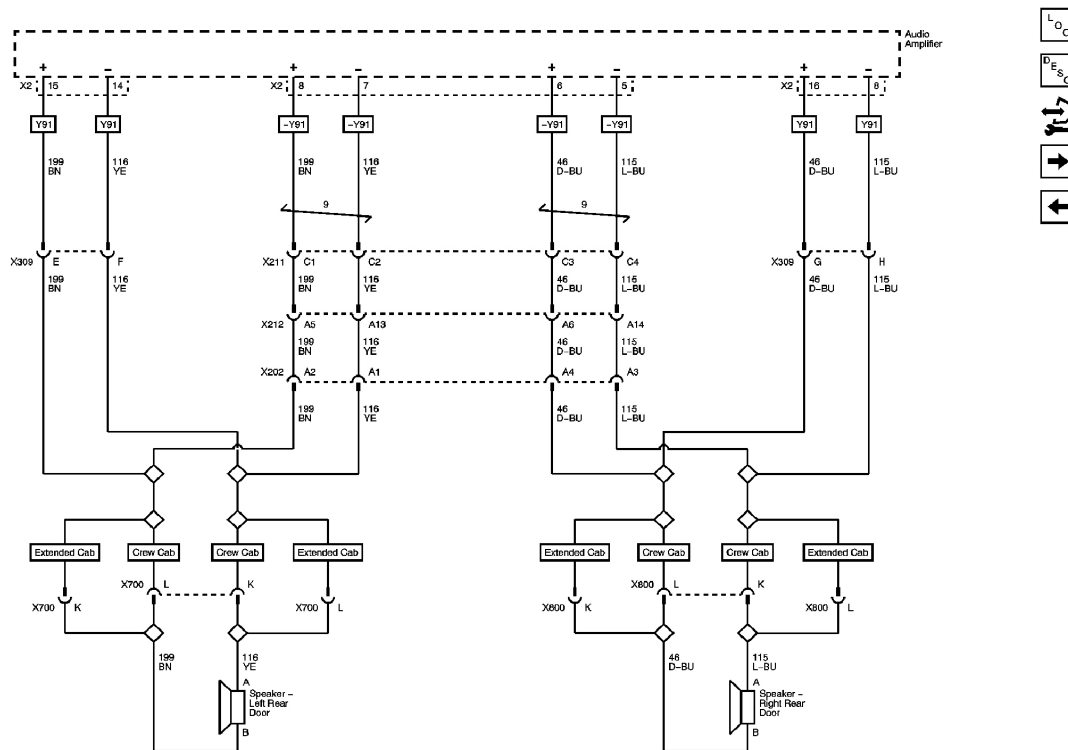 Audio
Amplifier
+ − + − + − + −
X2 15 14 X2 8 7 6 5 X2 16 8
Y91 Y91 −Y91 −Y91 −Y91 −Y91 Y91 Y91
199 116 199 116 46 115 46 115
BN YE BN YE D−BU L−BU D−BU L−BU
9 9
X309 E F X211 C1 C2 C3 C4 X309 G H
199 116 199 116 46 115 46 115
BN YE BN YE D−BU L−BU D−BU L−BU
X212 A5 A13 A6 A14
199 116 46 115
BN YE D−BU L−BU
X202 A2 A1 A4 A3
199 116 46 115
BN YE D−BU L−BU
Extended Cab Crew Cab Crew Cab Extended Cab Extended Cab Crew Cab Crew Cab Extended Cab
X700 L K X800 L K
X700 K X700 L X800 K X800 L
199 116 46 115
BN YE D−BU L−BU
A A
Speaker −
Left Rear
Door
Speaker −
Right Rear
Door
B B
LOC
DESC